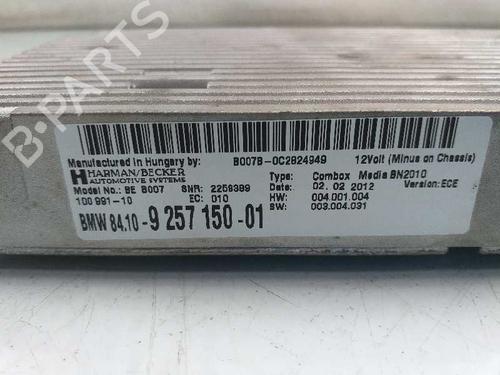 B-PARTS
Manufactured in Hungary by: B007B-0C2824949 12Volt (Minus on Chassis)
HARMAN/BECKER
AUTOMOTIVE SYSTEMS
Type: Combox Media BN2010
Model No.: BE B007 SNR: 2259399 Date: 02. 02 2012 Version: ECE
100 991-10 EC: 010 HW: 004.001.004
SW: 003.004.031
BMW 84.10- 9 257 150 -01